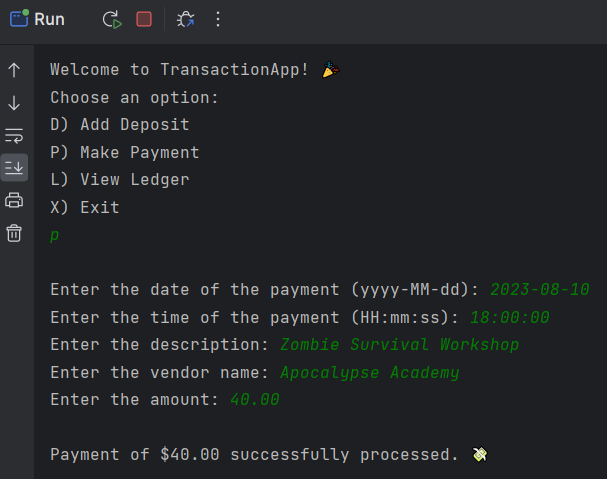 Run
Welcome to TransactionApp! 🎉
Choose an option:
D) Add Deposit
P) Make Payment
L) View Ledger
X) Exit
p
Enter the date of the payment (yyyy-MM-dd): 2023-08-10
Enter the time of the payment (HH:mm:ss): 18:00:00
Enter the description: Zombie Survival Workshop
Enter the vendor name: Apocalypse Academy
Enter the amount: 40.00
Payment of $40.00 successfully processed. 💸